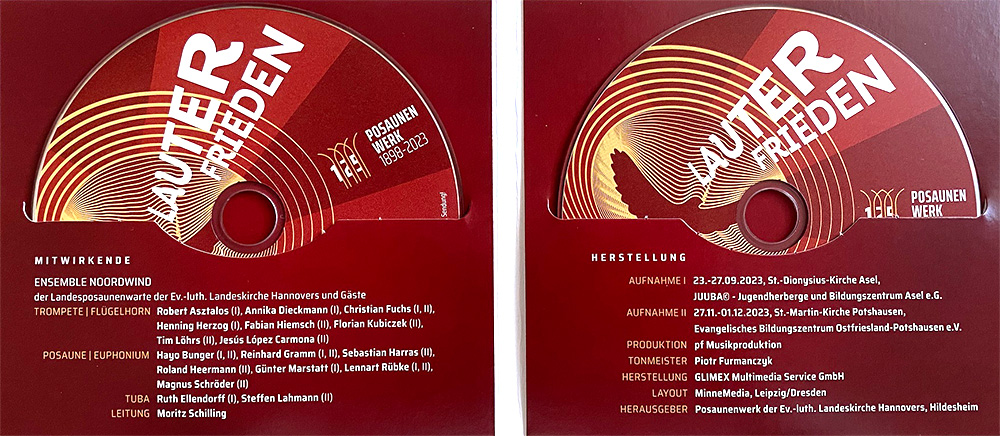 LAUTER
FRIEDEN
125
POSAUNEN
WERK
1898-2023
Sendung!
MITWIRKENDE
ENSEMBLE NOORDWIND
der Landesposaunenwarte der Ev.-luth. Landeskirche Hannovers und Gäste
TROMPETE | FLÜGELHORN Robert Asztalos (I), Annika Dieckmann (I), Christian Fuchs (I, II),
Henning Herzog (I), Fabian Hiemsch (II), Florian Kubiczek (II),
Tim Löhrs (II), Jesús López Carmona (II)
POSAUNE | EUPHONIUM Hayo Bunger (I, II), Reinhard Gramm (I, II), Sebastian Harras (II),
Roland Heermann (II), Günter Marstatt (I), Lennart Rübke (I, II),
Magnus Schröder (II)
TUBA Ruth Ellendorff (I), Steffen Lahmann (II)
LEITUNG Moritz Schilling
LAUTER
FRIEDEN
125
POSAUNEN
WERK
HERSTELLUNG
AUFNAHME I 23.-27.09.2023, St.-Dionysius-Kirche Asel,
JUUBA© - Jugendherberge und Bildungszentrum Asel e.G.
AUFNAHME II 27.11.-01.12.2023, St.-Martin-Kirche Potshausen,
Evangelisches Bildungszentrum Ostfriesland-Potshausen e.V.
PRODUKTION pf Musikproduktion
TONMEISTER Piotr Furmanczyk
HERSTELLUNG GLIMEX Multimedia Service GmbH
LAYOUT MinneMedia, Leipzig/Dresden
HERAUSGEBER Posaunenwerk der Ev.-luth. Landeskirche Hannovers, Hildesheim